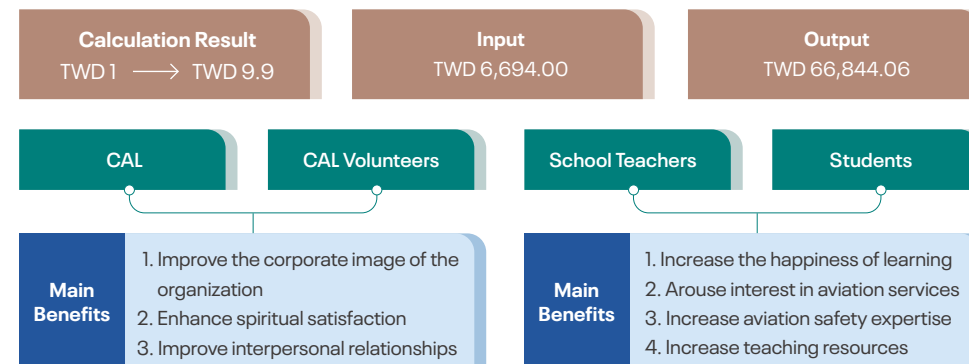 Calculation Result
TWD 1 → TWD 9.9
Input
TWD 6,694.00
Output
TWD 66,844.06
CAL
CAL Volunteers
School Teachers
Students
Main
Benefits
1. Improve the corporate image of the
organization
2. Enhance spiritual satisfaction
3. Improve interpersonal relationships
Main
Benefits
1. Increase the happiness of learning
2. Arouse interest in aviation services
3. Increase aviation safety expertise
4. Increase teaching resources